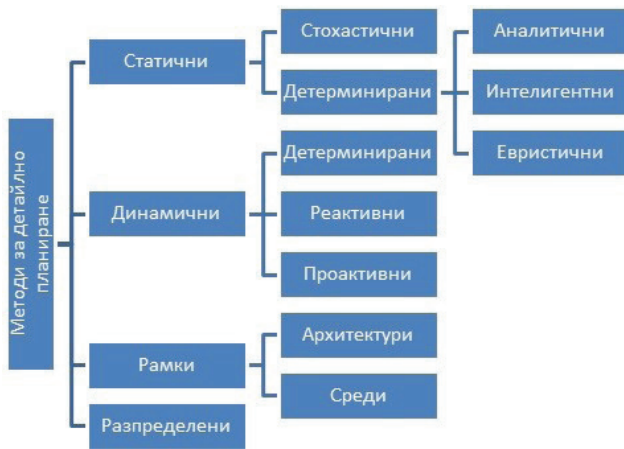 Методи за детайлно
планиране
Статични
Стохастични
Детерминирани
Аналитични
Интелигентни
Евристични
Динамични
Детерминирани
Реактивни
Проактивни
Рамки
Архитектури
Среди
Разпределени